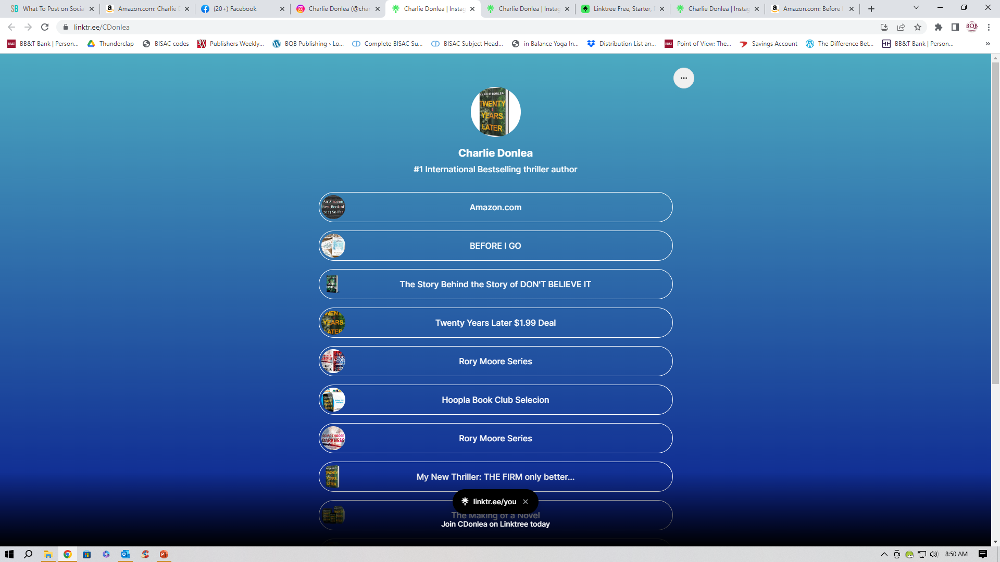 What To Post on Socia
Amazon.com: Charlie D
(20+) Facebook
Charlie Donlea (@char
Charlie Donlea | Instag
Charlie Donlea | Instag
Linktree Free, Starter,
Charlie Donlea | Instag
Amazon.com: Before
linktr.ee/CDonlea
BQB
BB&T Bank | Person...
Thunderclap
BISAC codes
Publishers Weekly,...
BQB Publishing › Lo...
Complete BISAC Su...
BISAC Subject Head...
in Balance Yoga In...
Distribution List an...
Point of View: The...
Savings Account
The Difference Bet...
BB&T Bank | Person...
CHARLIE DONLEA
TWENTY
YEARS
LATER
Charlie Donlea
#1 International Bestselling thriller author
An Amazon
Best Book of
2023 So Far
Amazon.com
BEFORE I GO
The Story Behind the Story of DON'T BELIEVE IT
YEARS
Twenty Years Later $1.99 Deal
Rory Moore Series
Hoopla Book Club Selecion
SOME CHOOSE
DARKNESS
Rory Moore Series
My New Thriller: THE FIRM only better...
linktr.ee/you
The Making of a Novel
Join CDonlea on Linktree today
8:50 AM